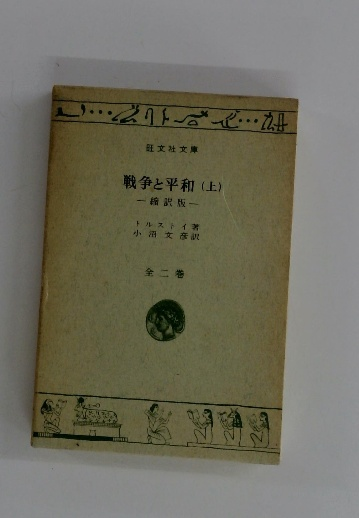 旺文社文庫
戦争と平和（上）
―縮訳版―
トルストイ著
小沼文彦訳
全二巻